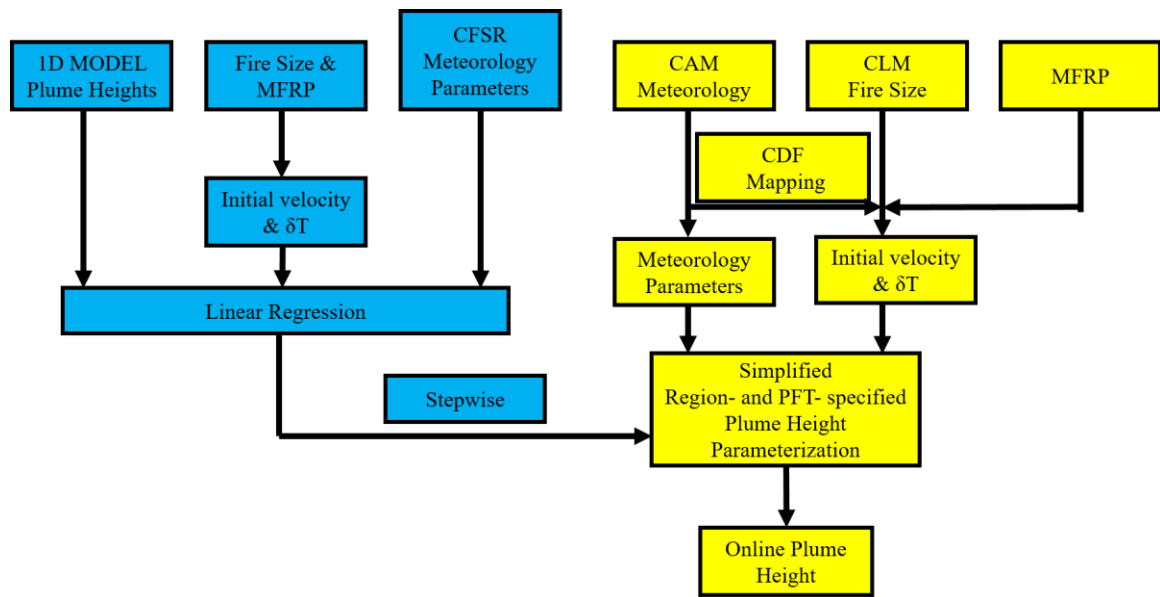 1D MODEL
Plume Heights
Fire Size &
MFRP
CFSR
Meteorology
Parameters
CAM
Meteorology
CLM
Fire Size
MFRP
CDF
Mapping
Initial velocity
& δT
Meteorology
Parameters
Initial velocity
& δT
Linear Regression
Stepwise
Simplified
Region- and PFT- specified
Plume Height
Parameterization
Online Plume
Height